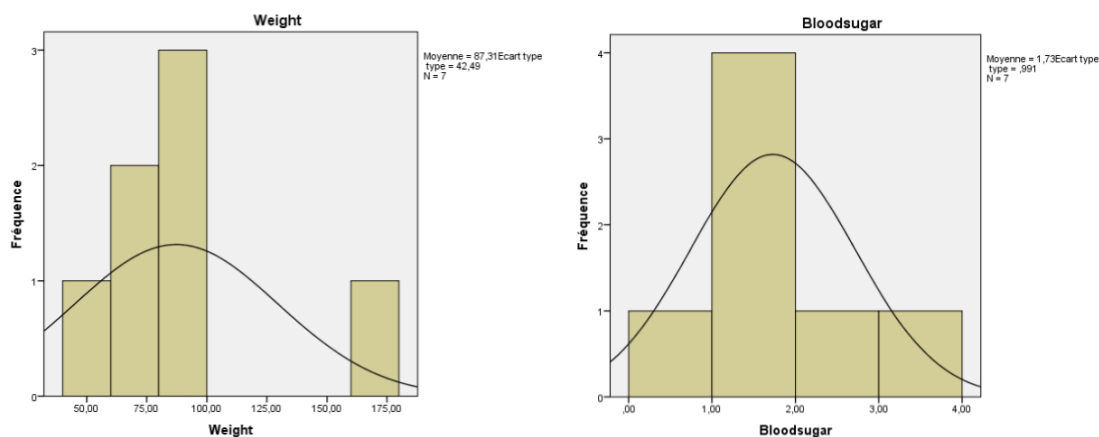 Weight
Moyenne = 87,31Ecart type
type = 42,49
N = 7
3
2
1
0
Fréquence
50,00 75,00 100,00 125,00 150,00 175,00
Weight
Bloodsugar
Moyenne = 1,73Ecart type
type = ,991
N = 7
4
3
2
1
0
Fréquence
,00 1,00 2,00 3,00 4,00
Bloodsugar